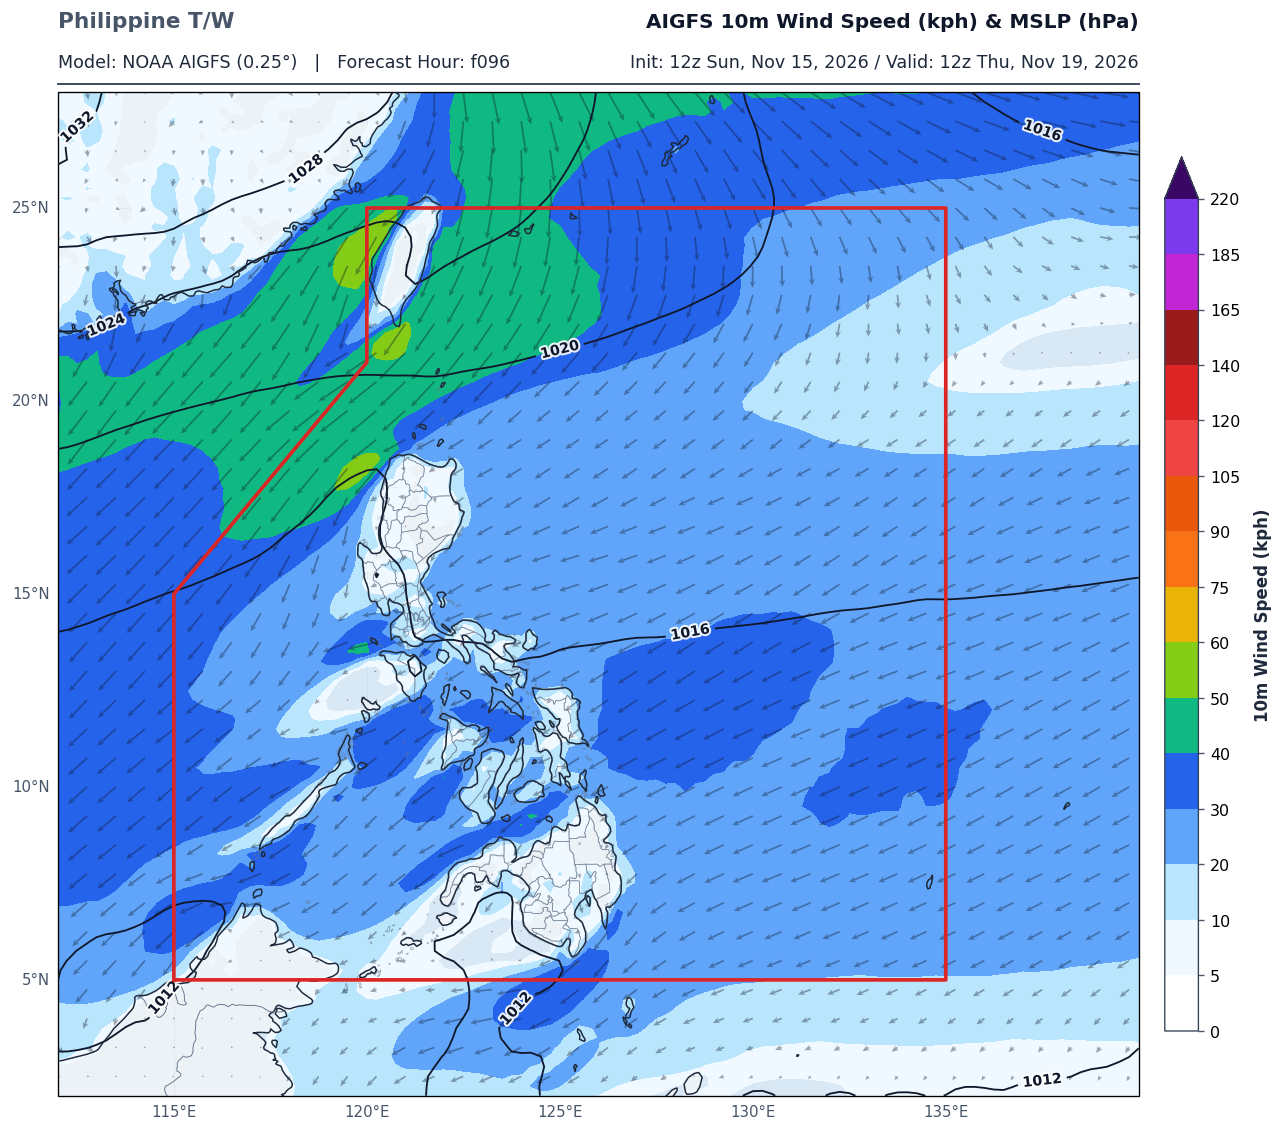 Philippine T/W
AIGFS 10m Wind Speed (kph) & MSLP (hPa)
Model: NOAA AIGFS (0.25°)   |   Forecast Hour: f096
Init: 12z Sun, Nov 15, 2026 / Valid: 12z Thu, Nov 19, 2026
1032
1028
1016
1024
1020
1016
1012
1012
1012
25°N
20°N
15°N
10°N
5°N
115°E
120°E
125°E
130°E
135°E
220
185
165
140
120
105
90
75
60
50
40
30
20
10
5
0
10m Wind Speed (kph)